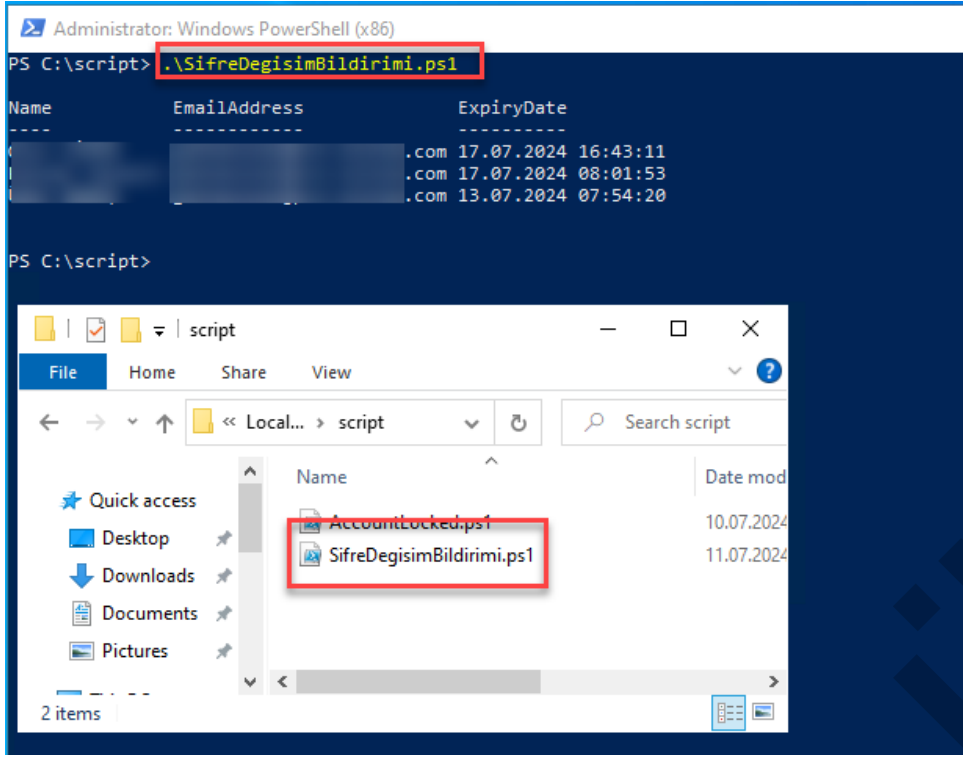 Administrator: Windows PowerShell (x86)
PS C:\script> .\SifreDegisimBildirimi.ps1
Name EmailAddress ExpiryDate
---- ------------ ----------
.com 17.07.2024 16:43:11
.com 17.07.2024 08:01:53
.com 13.07.2024 07:54:20
PS C:\script>
script
File Home Share View
« Local... > script
Search script
Name Date mod
Quick access
AccountLocked.ps1 10.07.2024
Desktop
SifreDegisimBildirimi.ps1 11.07.2024
Downloads
Documents
Pictures
2 items